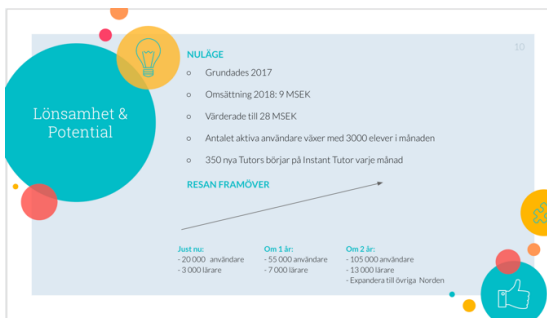 10
NULÄGE
Grundades 2017
Omsättning 2018: 9 MSEK
Värderade till 28 MSEK
Antalet aktiva användare växer med 3000 elever i månaden
350 nya Tutors börjar på Instant Tutor varje månad
Lönsamhet &
Potential
RESAN FRAMÖVER
Just nu:
- 20 000 användare
- 3 000 lärare
Om 1 år:
- 55 000 användare
- 7 000 lärare
Om 2 år:
- 105 000 användare
- 13 000 lärare
- Expandera till övriga Norden